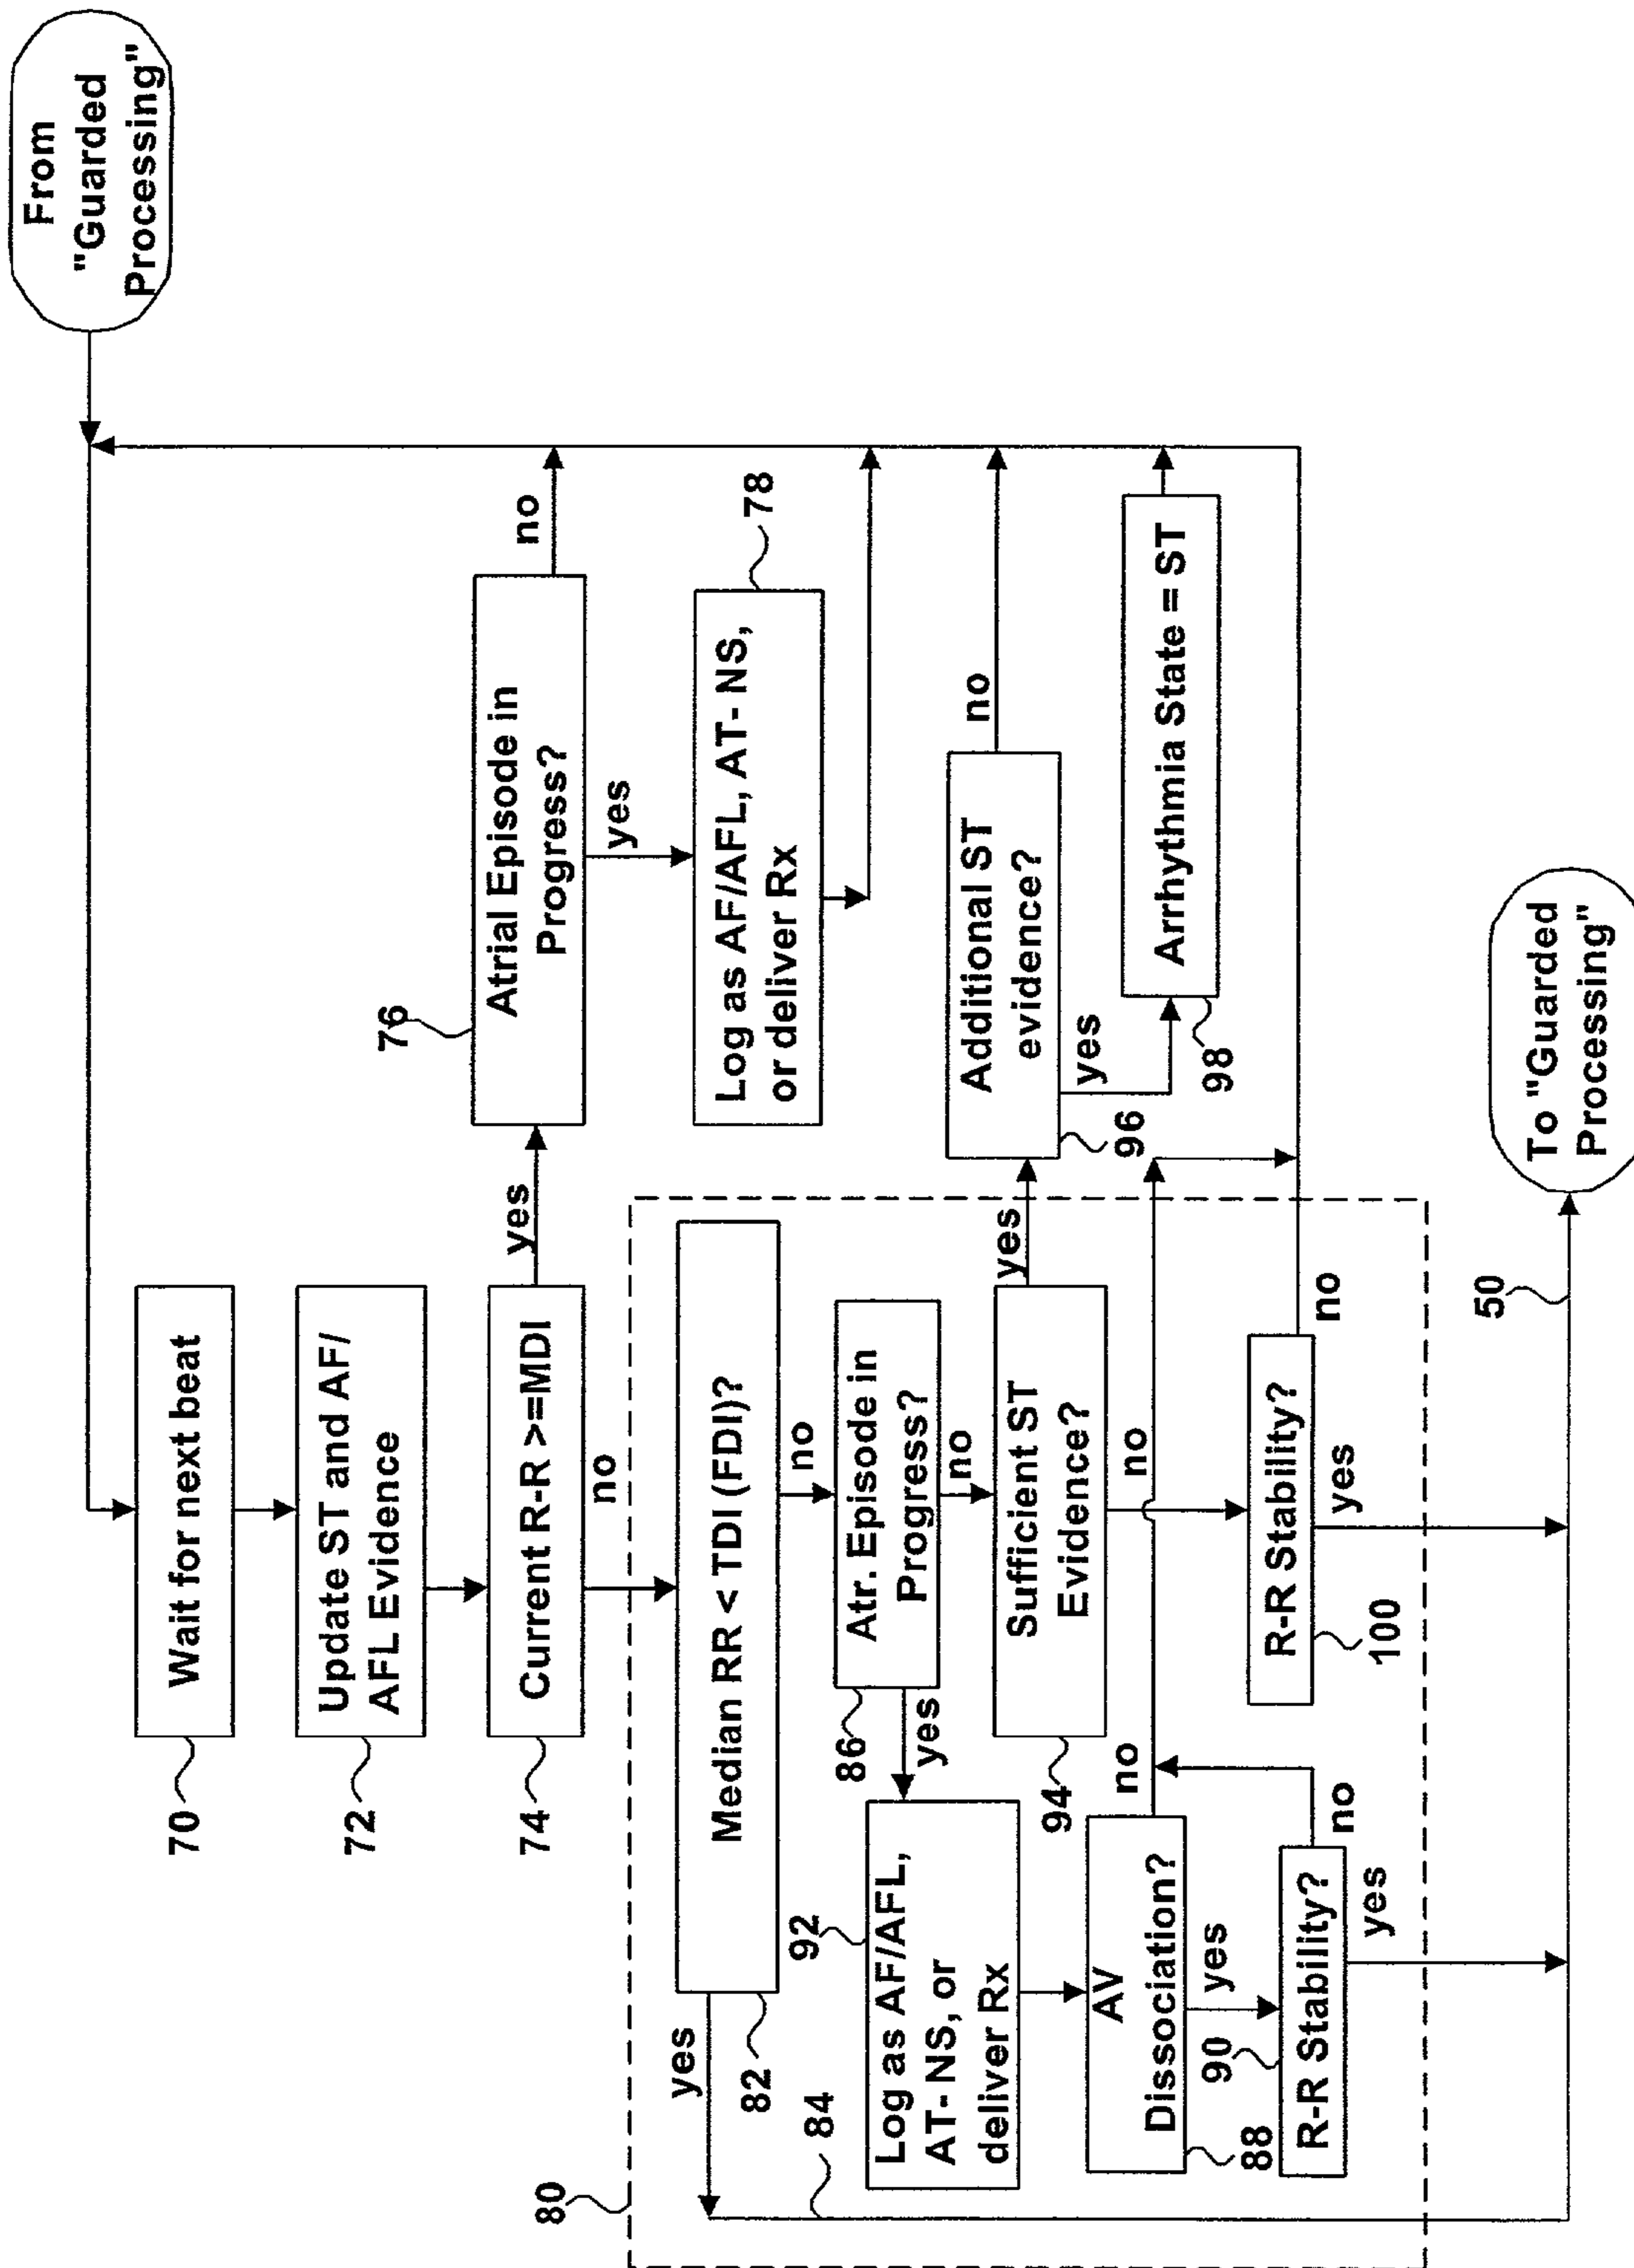 From
"Guarded
Processing"
Wait for next beat
70
Update ST and AF/
AFL Evidence
72
Current R-R >=MDI
74
yes
no
76
Atrial Episode in
Progress?
no
yes
78
Log as AF/AFL, AT- NS,
or deliver Rx
80
Median RR < TDI (FDI)?
82
yes
84
no
Atr. Episode in
Progress?
86
yes
no
92
Log as AF/AFL,
AT- NS, or
deliver Rx
AV
Dissociation?
88
no
yes
90
R-R Stability?
no
yes
Sufficient ST
Evidence?
94
yes
no
Additional ST
evidence?
96
no
yes
Arrhythmia State = ST
98
R-R Stability?
100
no
yes
50
To "Guarded
Processing"